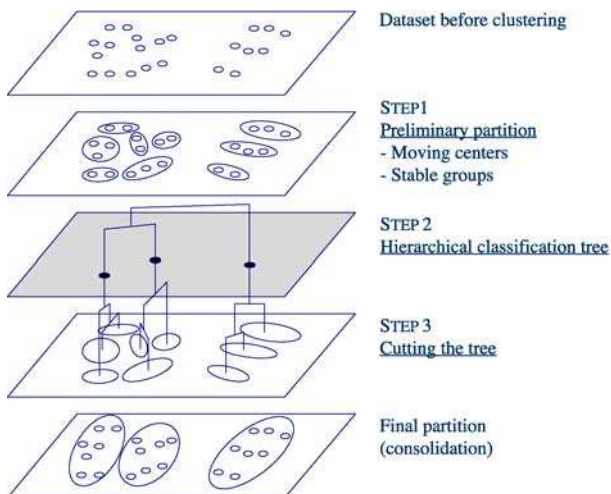 Dataset before clustering
STEP1
Preliminary partition
- Moving centers
- Stable groups
STEP 2
Hierarchical classification tree
STEP 3
Cutting the tree
Final partition
(consolidation)